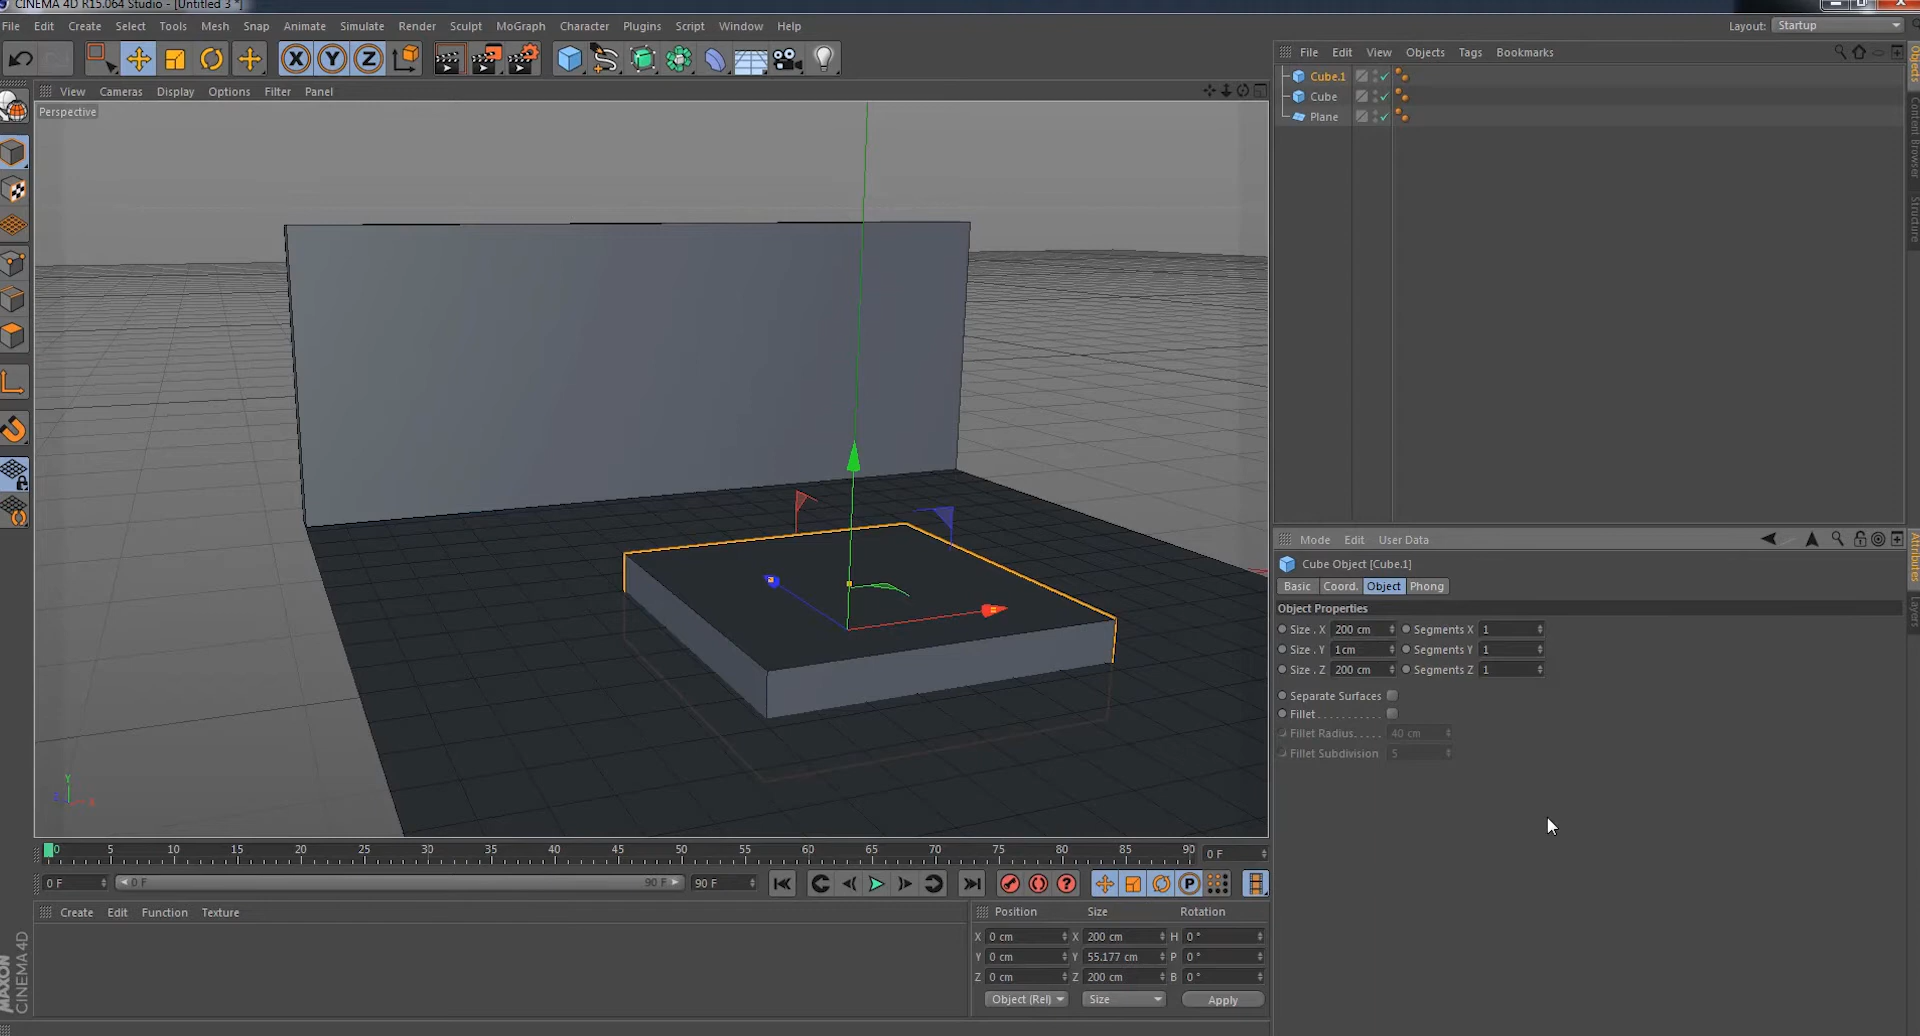 CINEMA 4D R15.064 Studio - [Untitled 3 *]
File Edit Create Select Tools Mesh Snap Animate Simulate Render Sculpt MoGraph Character Plugins Script Window Help
Layout: Startup
X Y Z
View Cameras Display Options Filter Panel
Perspective
Y
X
File Edit View Objects Tags Bookmarks
Cube.1
Cube
Plane
Objects
Content Browser
Structure
Mode Edit User Data
Cube Object [Cube.1]
Basic Coord. Object Phong
Object Properties
Size . X 200 cm Segments X 1
Size . Y 1cm Segments Y 1
Size . Z 200 cm Segments Z 1
Separate Surfaces
Fillet . . . . . . . . . . .
Fillet Radius. . . . . 40 cm
Fillet Subdivision 5
Attributes
Layers
0 5 10 15 20 25 30 35 40 45 50 55 60 65 70 75 80 85 90 0 F
0 F 0 F 90 F 90 F
P
Create Edit Function Texture
Position Size Rotation
X 0 cm X 200 cm H 0 °
Y 0 cm Y 55.177 cm P 0 °
Z 0 cm Z 200 cm B 0 °
Object (Rel) Size Apply
MAXON
CINEMA 4D